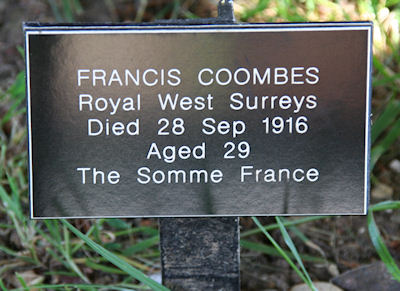 FRANCIS COOMBES
Royal West Surreys
Died 28 Sep 1916
Aged 29
The Somme France